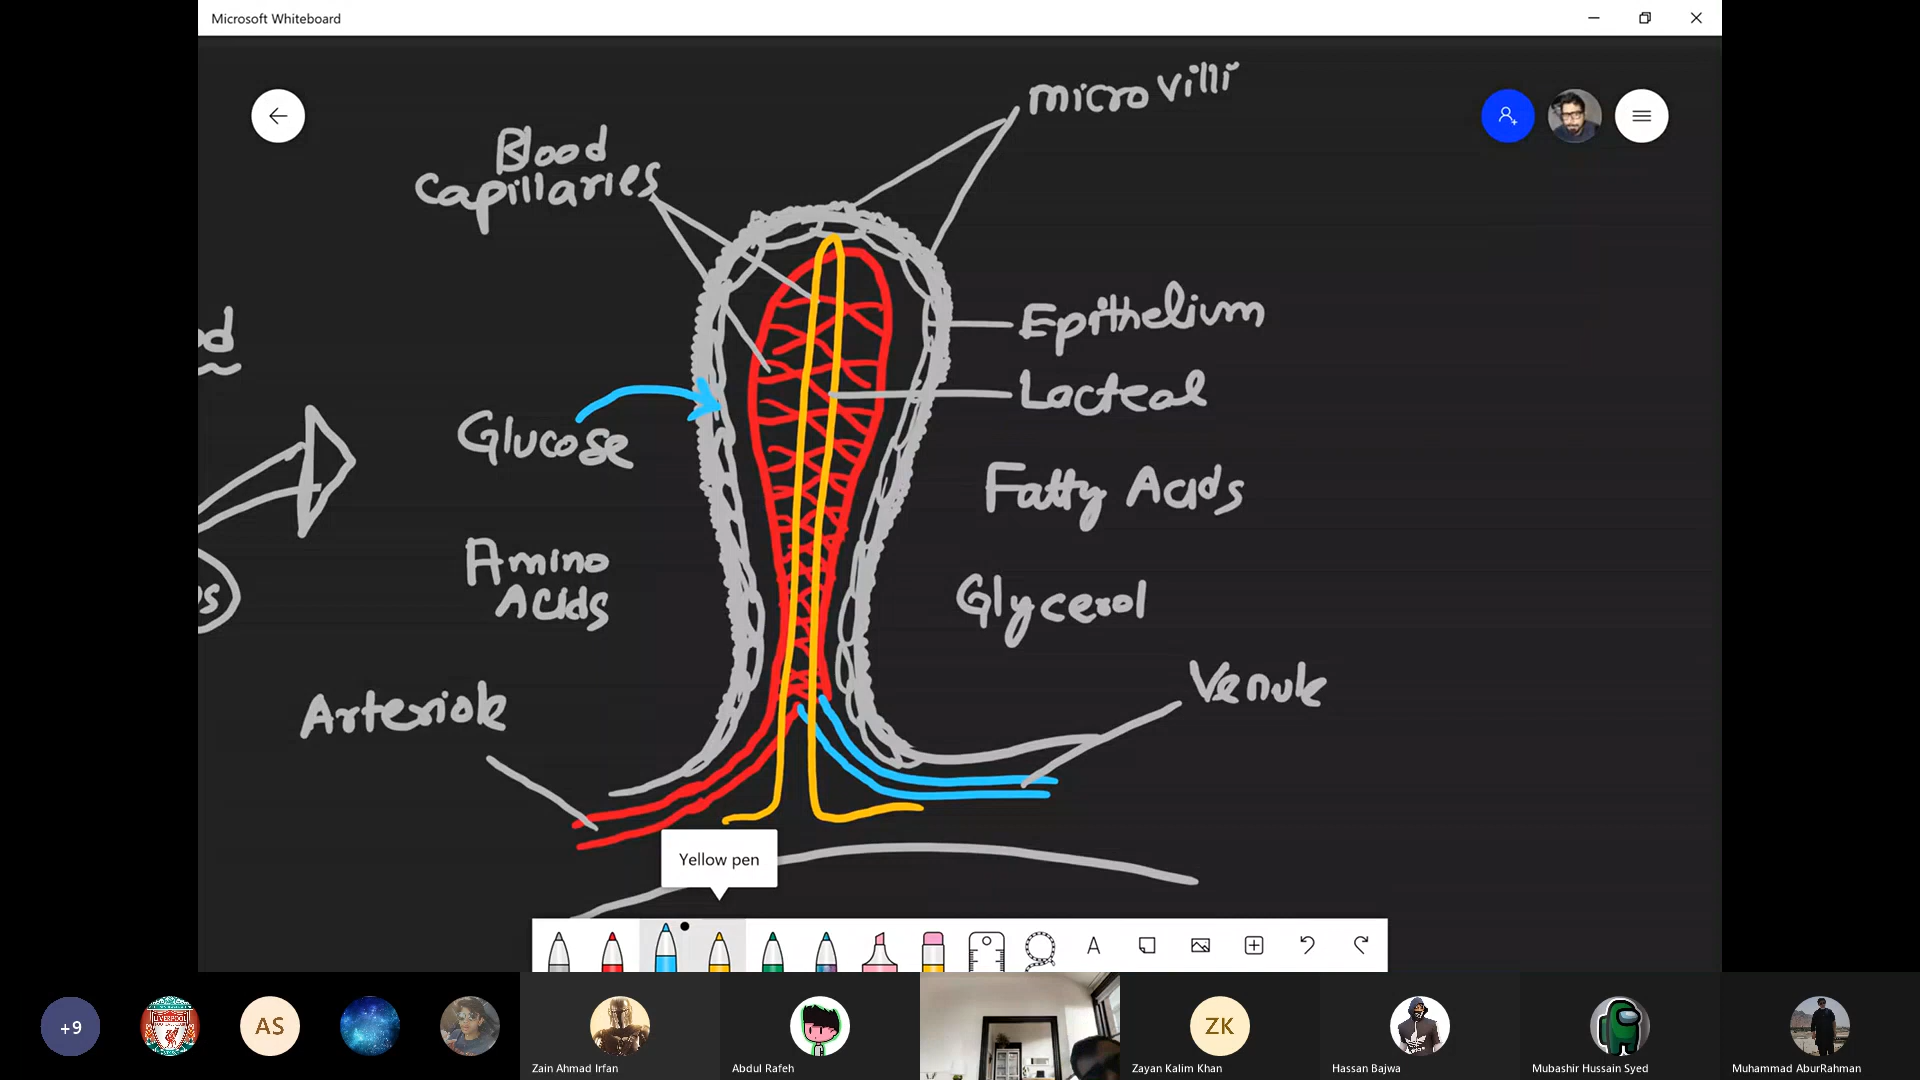 Microsoft Whiteboard
micro villi
Blood
Capillaries
Epithelium
Lacteal
Glucose
Fatty Acids
Amino
Acids
Glycerol
Venule
Arteriole
Yellow pen
A
+9
AS
ZK
Zain Ahmad Irfan
Abdul Rafeh
Zayan Kalim Khan
Hassan Bajwa
Mubashir Hussain Syed
Muhammad AburRahman